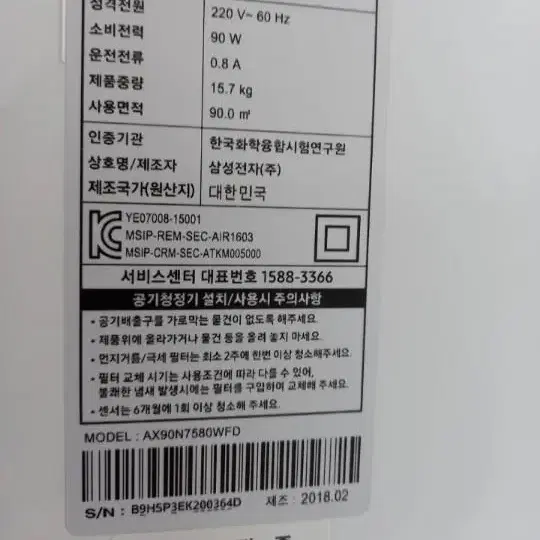 정격전원 220 V~ 60 Hz
소비전력 90 W
운전전류 0.8 A
제품중량 15.7 kg
사용면적 90.0 ㎡
인증기관 한국화학융합시험연구원
상호명/제조자 삼성전자(주)
제조국가(원산지) 대한민국
YE07008-15001
MSIP-REM-SEC-AIR1603
MSIP-CRM-SEC-ATKM005000
서비스센터 대표번호 1588-3366
공기청정기 설치/사용시 주의사항
• 공기배출구를 가로막는 물건이 없도록 해주세요.
• 제품위에 올라가거나 물건 등을 올려 놓지 마세요.
• 먼지거름/극세 필터는 최소 2주에 한번 이상 청소해주세요.
• 필터 교체 시기는 사용조건에 따라 다를 수 있어,
불쾌한 냄새 발생시에는 필터를 구입하여 교체해 주세요.
• 센서는 6개월에 1회 이상 청소해 주세요.
MODEL : AX90N7580WFD
S/N : B9H5P3EK200364D 제조 : 2018.02